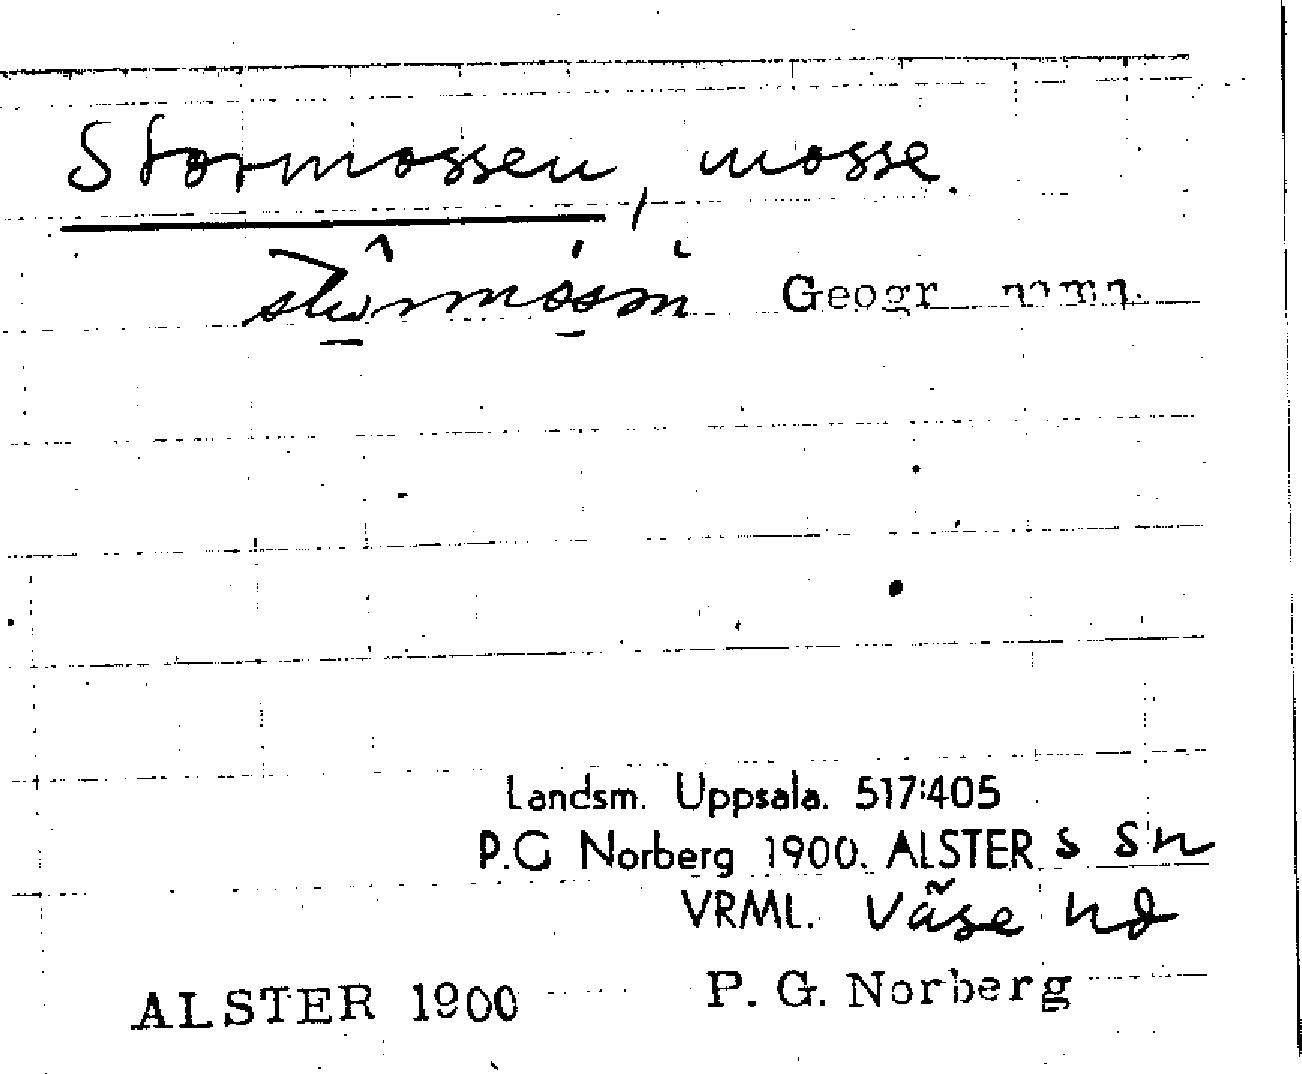 Stormossen, mosse.
Geogr namn.
Landsm. Uppsala. 517:405
P.G Norberg 1900. ALSTER s sn
VRML. Väse hd
ALSTER 1900 P. G. Norberg